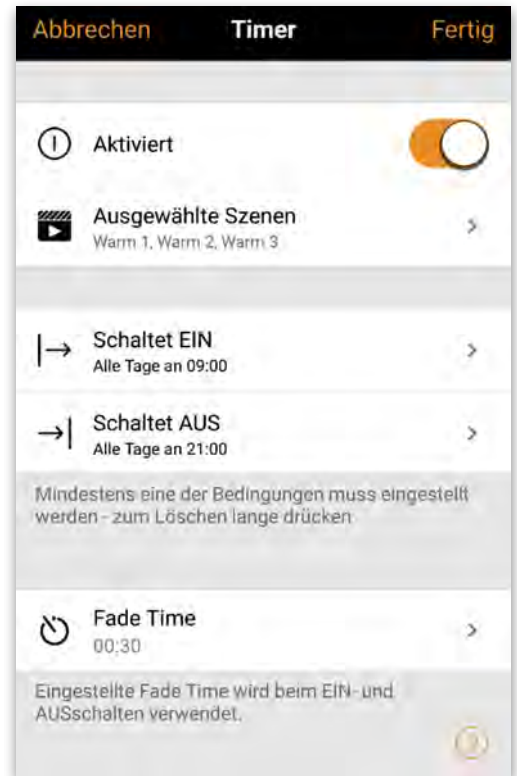 Abbrechen Timer Fertig
Aktiviert
Ausgewählte Szenen
Warm 1, Warm 2, Warm 3
Schaltet EIN
Alle Tage an 09:00
Schaltet AUS
Alle Tage an 21:00
Mindestens eine der Bedingungen muss eingestellt
werden - zum Löschen lange drücken
Fade Time
00:30
Eingestellte Fade Time wird beim EIN- und
AUSschalten verwendet.
?